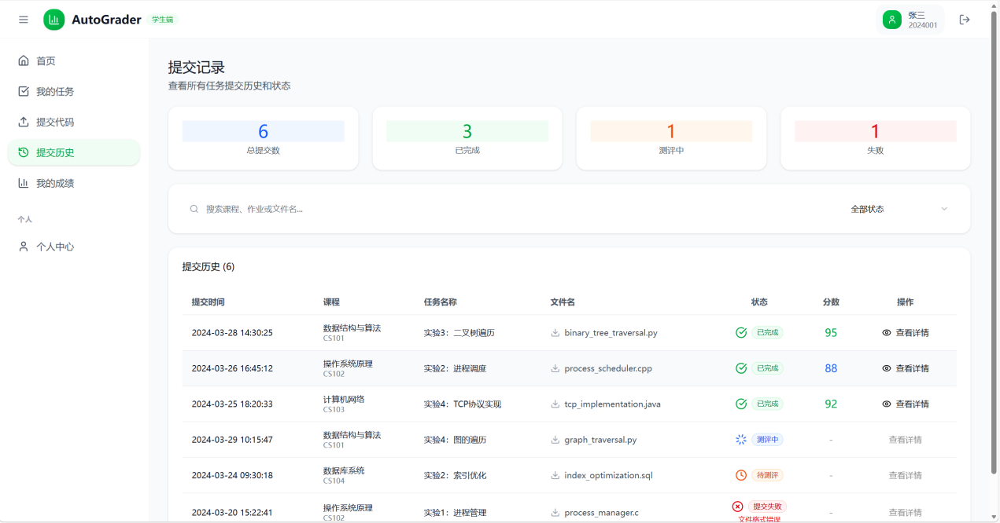 AutoGrader 学生端
张三
2024001
首页
我的任务
提交代码
提交历史
我的成绩
个人
个人中心
提交记录
查看所有任务提交历史和状态
6
总提交数
3
已完成
1
测评中
1
失败
搜索课程、作业或文件名...
全部状态
提交历史 (6)
提交时间 课程 任务名称 文件名 状态 分数 操作
2024-03-28 14:30:25 数据结构与算法 实验3：二叉树遍历 binary_tree_traversal.py 已完成 95 查看详情
CS101
2024-03-26 16:45:12 操作系统原理 实验2：进程调度 process_scheduler.cpp 已完成 88 查看详情
CS102
2024-03-25 18:20:33 计算机网络 实验4：TCP协议实现 tcp_implementation.java 已完成 92 查看详情
CS103
2024-03-29 10:15:47 数据结构与算法 实验4：图的遍历 graph_traversal.py 测评中 - 查看详情
CS101
2024-03-24 09:30:18 数据库系统 实验2：索引优化 index_optimization.sql 待测评 - 查看详情
CS104
2024-03-20 15:22:41 操作系统原理 实验1：进程管理 process_manager.c 提交失败 - 查看详情
CS102 文件格式错误